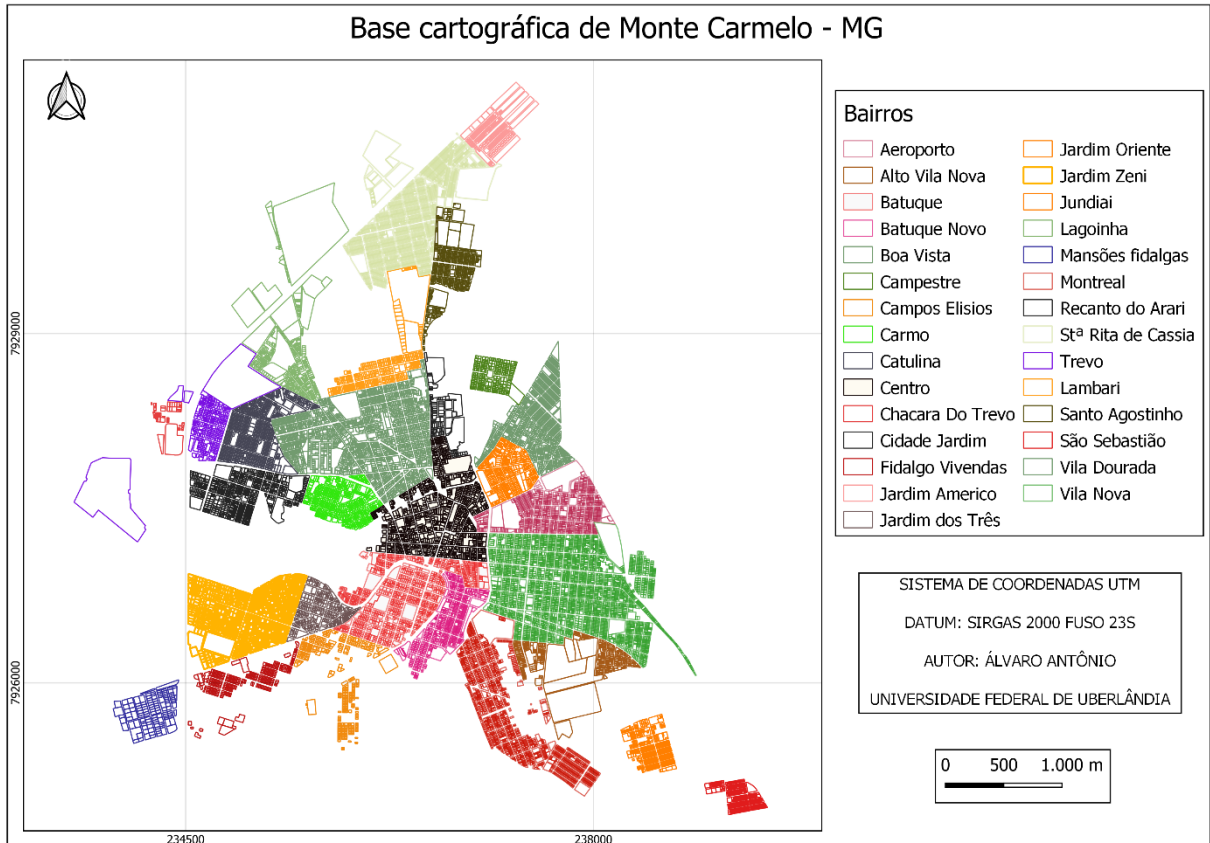 Base cartográfica de Monte Carmelo - MG
7929000
7926000
234500
238000
Bairros
Aeroporto
Alto Vila Nova
Batuque
Batuque Novo
Boa Vista
Campestre
Campos Elisios
Carmo
Catulina
Centro
Chacara Do Trevo
Cidade Jardim
Fidalgo Vivendas
Jardim Americo
Jardim dos Três
Jardim Oriente
Jardim Zeni
Jundiai
Lagoinha
Mansões fidalgas
Montreal
Recanto do Arari
Stª Rita de Cassia
Trevo
Lambari
Santo Agostinho
São Sebastião
Vila Dourada
Vila Nova
SISTEMA DE COORDENADAS UTM
DATUM: SIRGAS 2000 FUSO 23S
AUTOR: ÁLVARO ANTÔNIO
UNIVERSIDADE FEDERAL DE UBERLÂNDIA
0 500 1.000 m